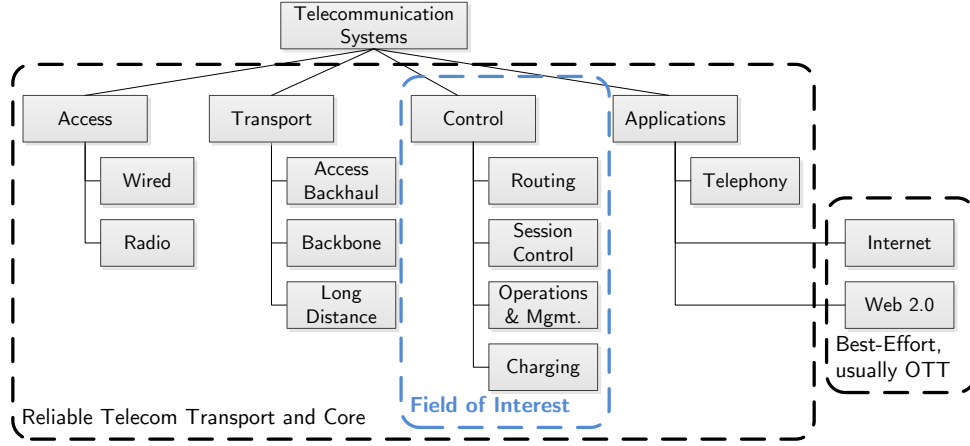 Telecommunication
Systems
Access
Transport
Control
Applications
Wired
Radio
Access
Backhaul
Backbone
Long
Distance
Routing
Session
Control
Operations
& Mgmt.
Charging
Telephony
Internet
Web 2.0
Best-Effort,
usually OTT
Field of Interest
Reliable Telecom Transport and Core